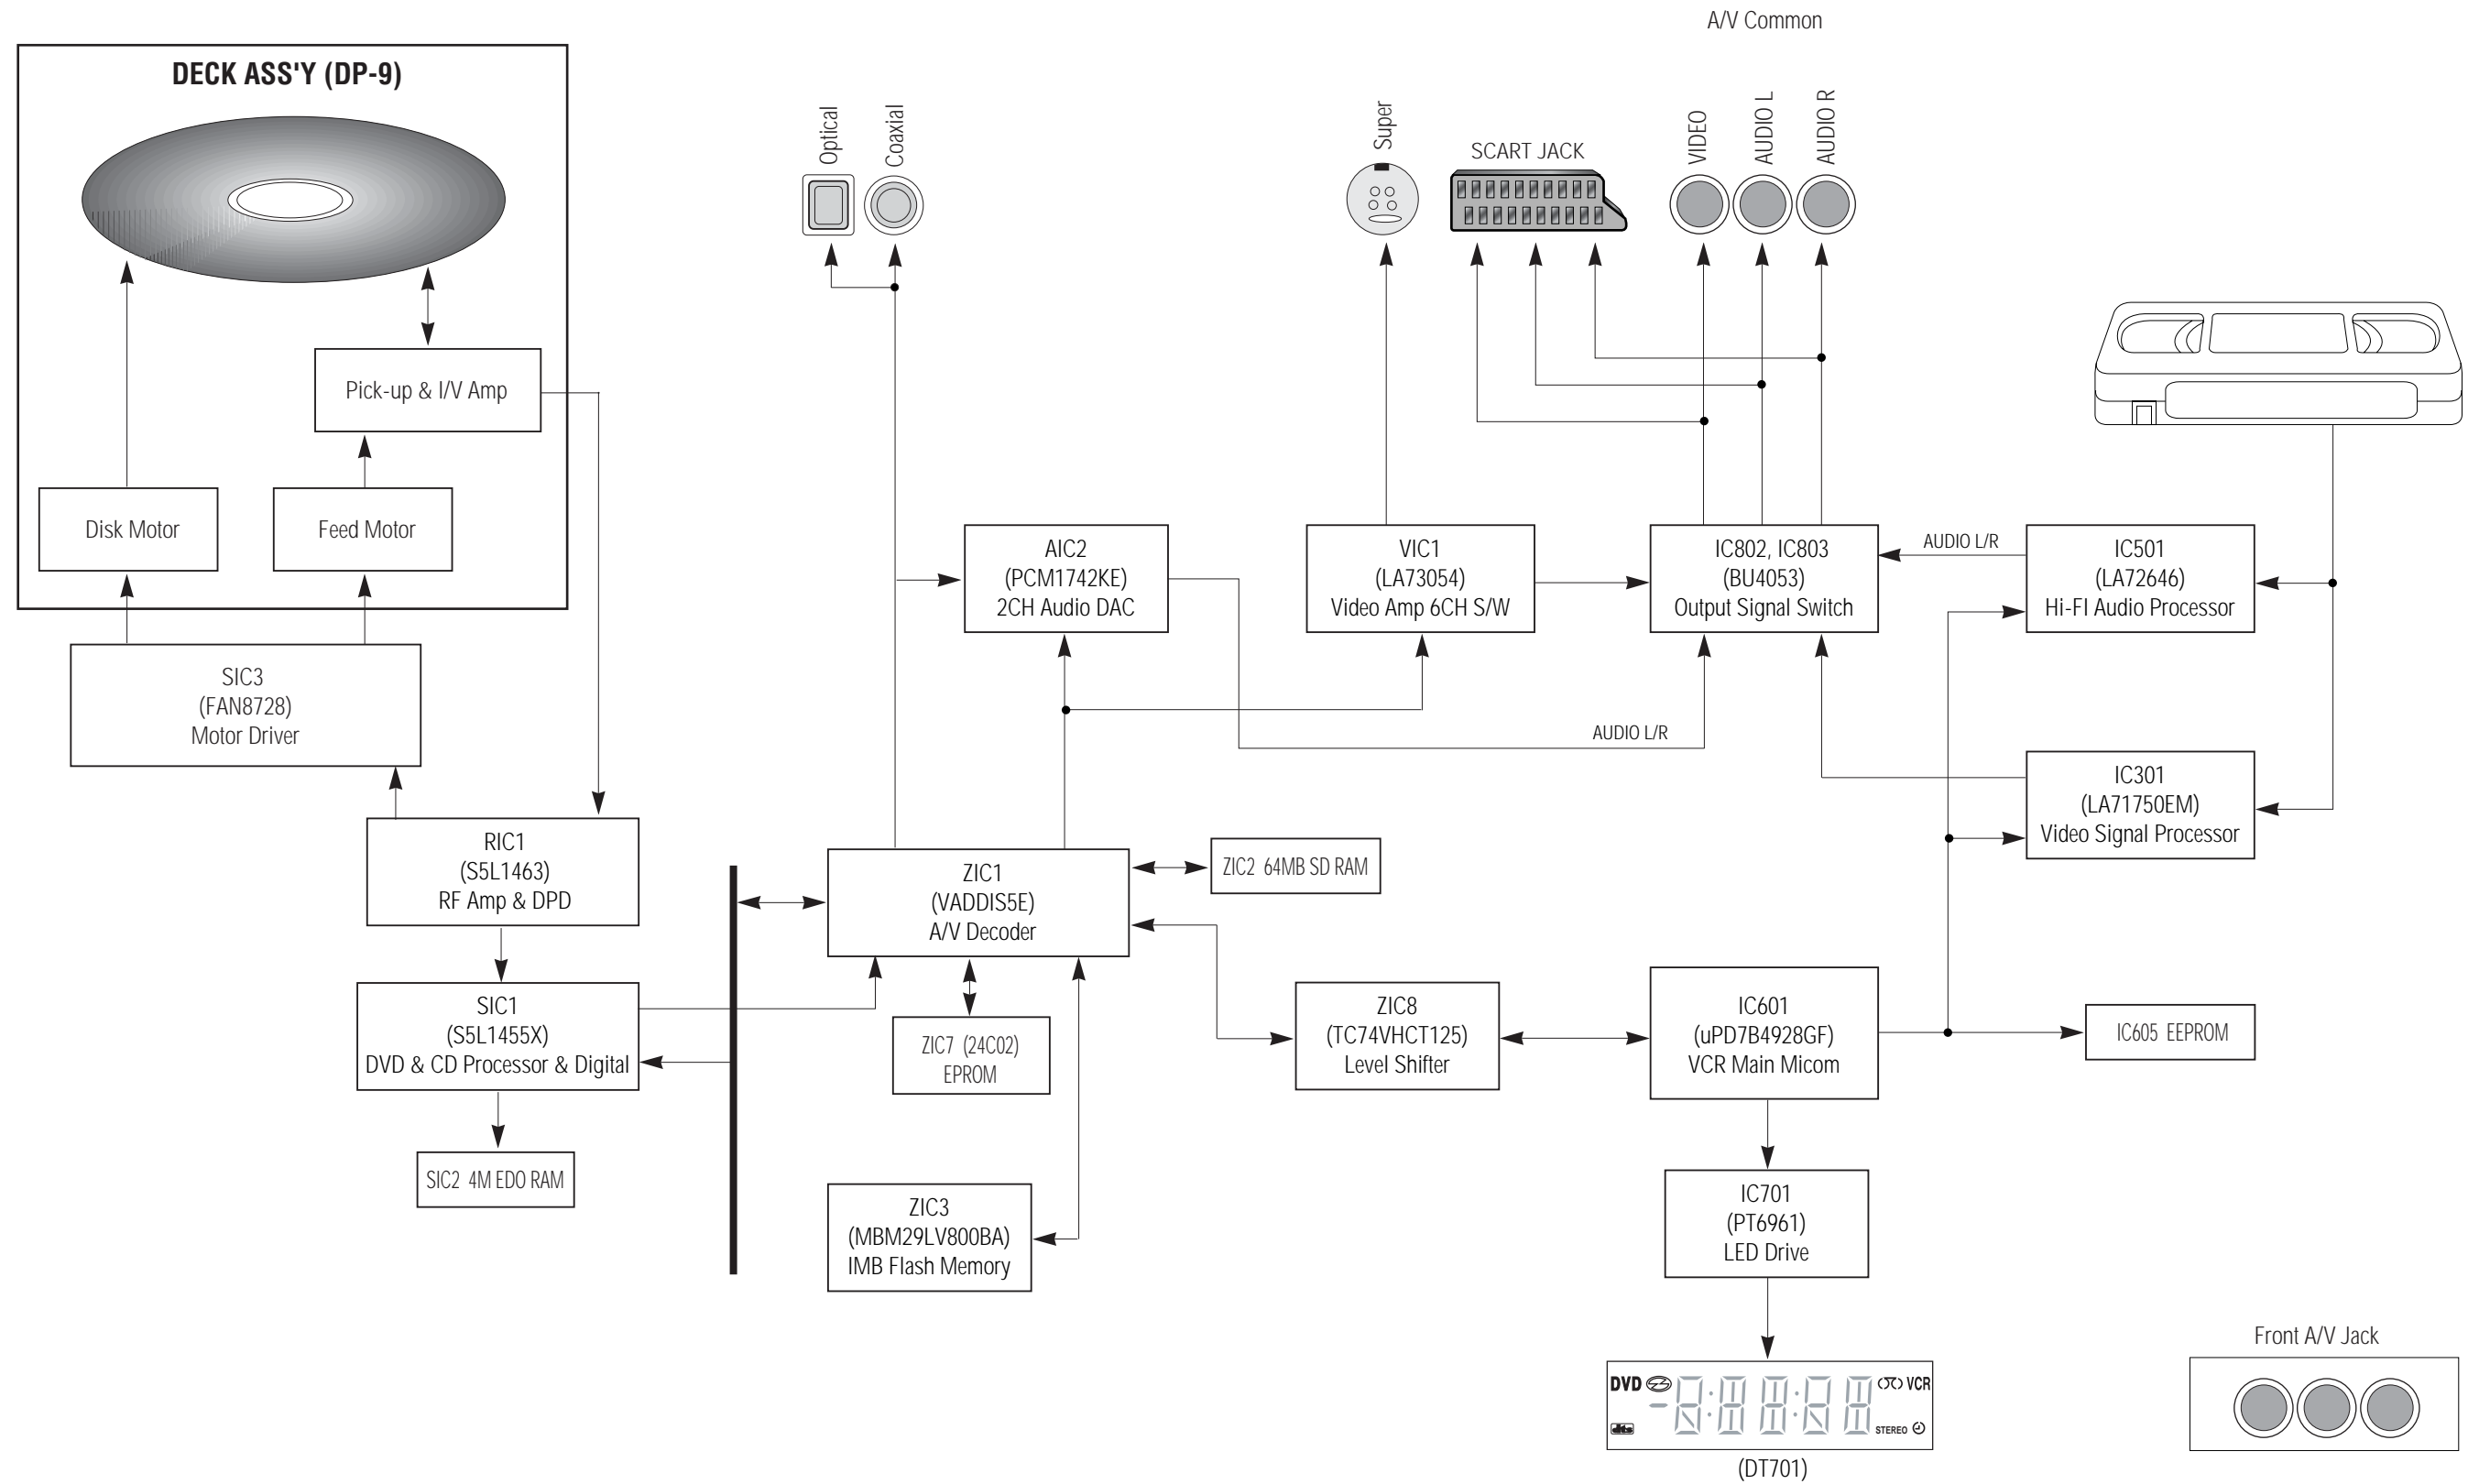 A/V Common
DECK ASS'Y (DP-9)
Optical
Coaxial
Super
SCART JACK
VIDEO
AUDIO L
AUDIO R
Pick-up & I/V Amp
Disk Motor
Feed Motor
AIC2
(PCM1742KE)
2CH Audio DAC
VIC1
(LA73054)
Video Amp 6CH S/W
IC802, IC803
(BU4053)
Output Signal Switch
AUDIO L/R
IC501
(LA72646)
Hi-FI Audio Processor
SIC3
(FAN8728)
Motor Driver
AUDIO L/R
IC301
(LA71750EM)
Video Signal Processor
RIC1
(S5L1463)
RF Amp & DPD
ZIC1
(VADDIS5E)
A/V Decoder
ZIC2 64MB SD RAM
SIC1
(S5L1455X)
DVD & CD Processor & Digital
ZIC7 (24C02)
EPROM
ZIC8
(TC74VHCT125)
Level Shifter
IC601
(uPD7B4928GF)
VCR Main Micom
IC605 EEPROM
SIC2 4M EDO RAM
ZIC3
(MBM29LV800BA)
IMB Flash Memory
IC701
(PT6961)
LED Drive
Front A/V Jack
DVD
VCR
dts
STEREO
(DT701)